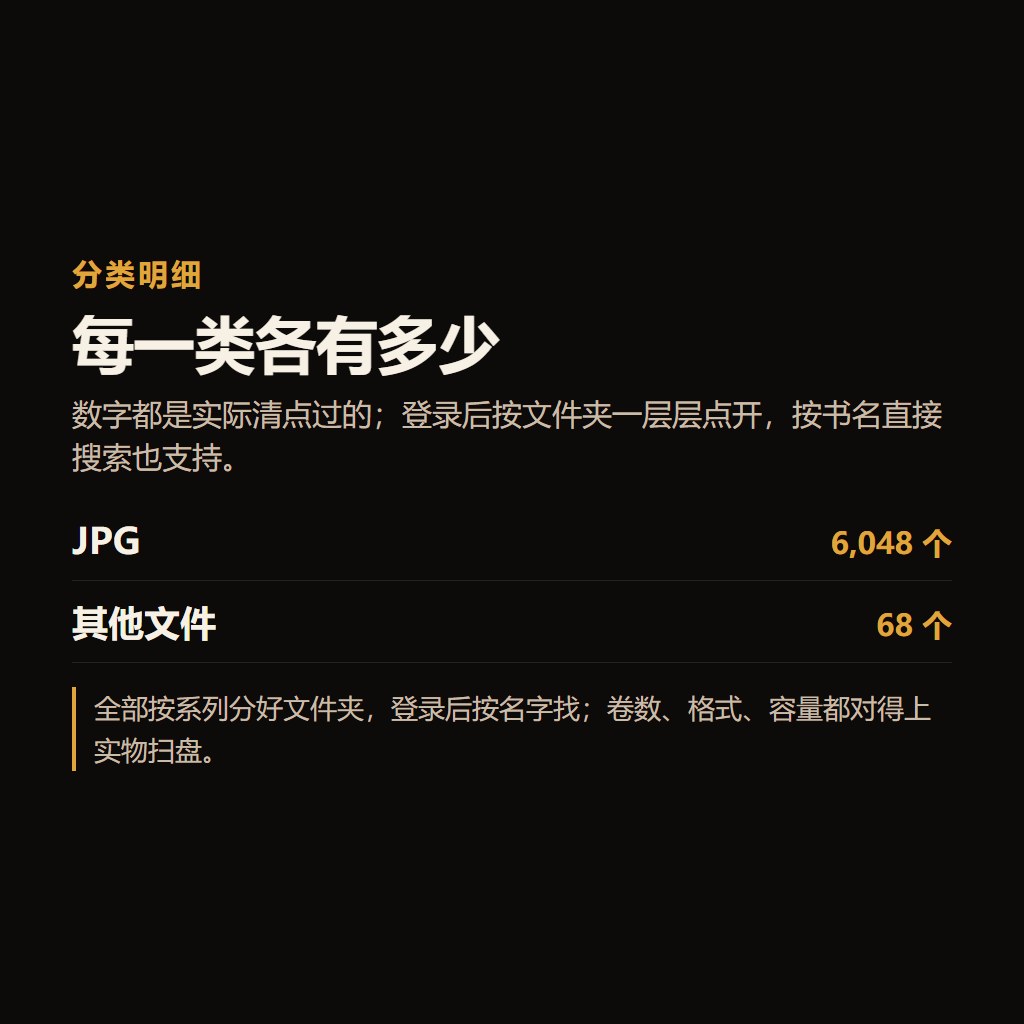 分类明细
每一类各有多少
数字都是实际清点过的；登录后按文件夹一层层点开，按书名直接
搜索也支持。
JPG
6,048 个
其他文件
68 个
全部按系列分好文件夹，登录后按名字找；卷数、格式、容量都对得上
实物扫盘。